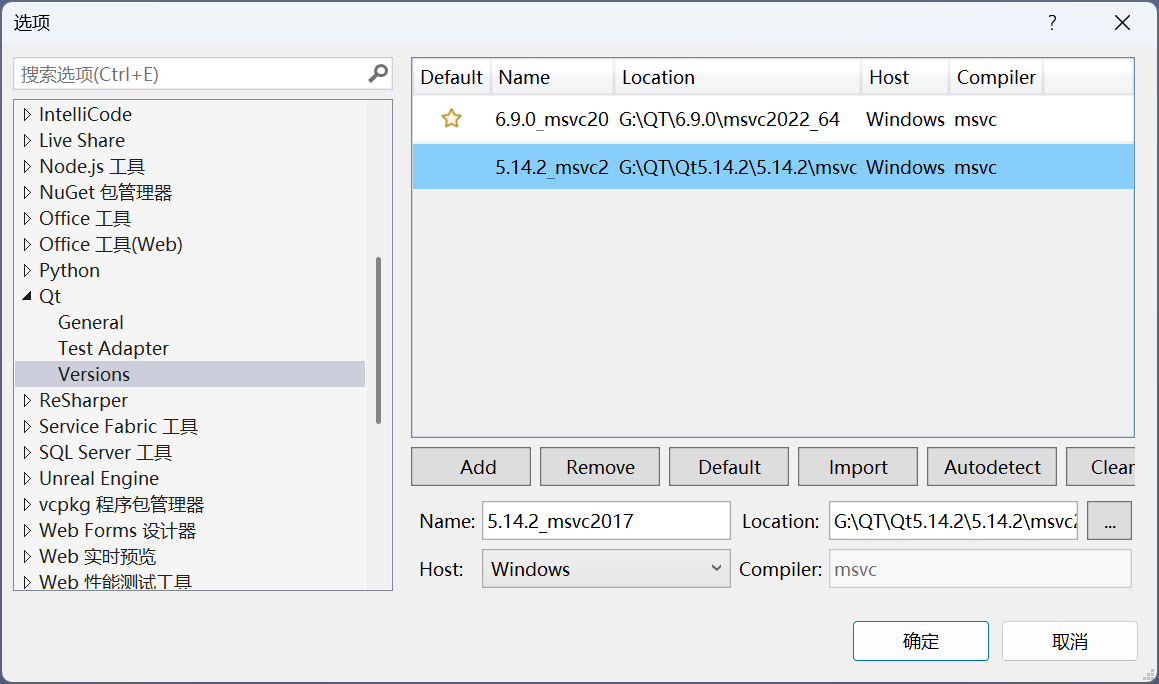 选项
?
搜索选项(Ctrl+E)
IntelliCode
Live Share
Node.js 工具
NuGet 包管理器
Office 工具
Office 工具(Web)
Python
Qt
General
Test Adapter
Versions
ReSharper
Service Fabric 工具
SQL Server 工具
Unreal Engine
vcpkg 程序包管理器
Web Forms 设计器
Web 实时预览
Web 性能测试工具
Default Name Location Host Compiler
6.9.0_msvc20 G:\QT\6.9.0\msvc2022_64 Windows msvc
5.14.2_msvc2 G:\QT\Qt5.14.2\5.14.2\msvc Windows msvc
Add Remove Default Import Autodetect Clear
Name: 5.14.2_msvc2017 Location: G:\QT\Qt5.14.2\5.14.2\msvc2 ...
Host: Windows Compiler: msvc
确定 取消